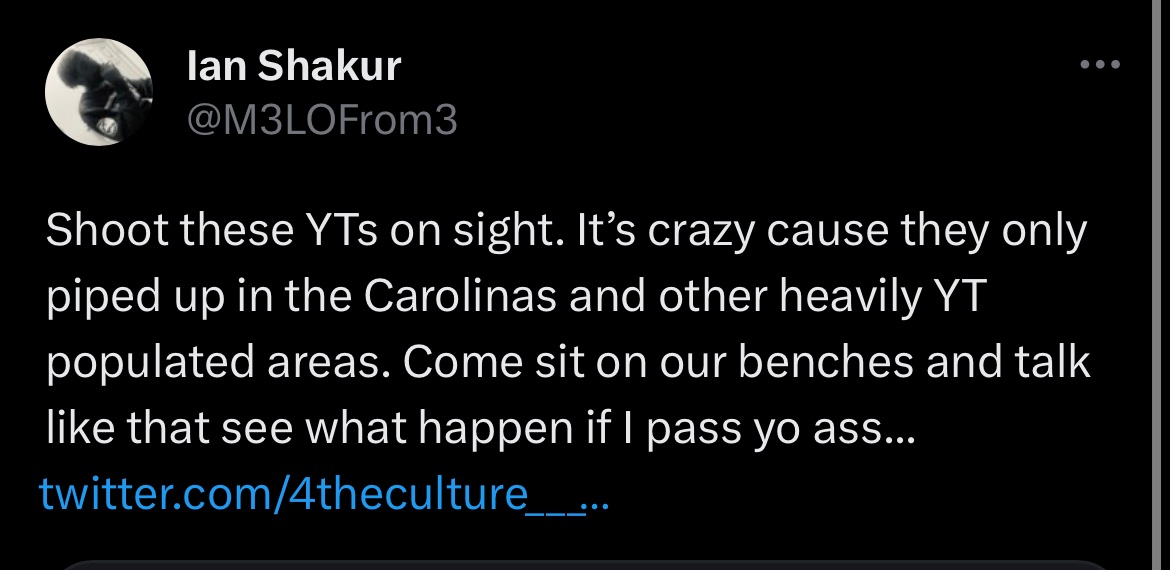 Ian Shakur
@M3LOFrom3
Shoot these YTs on sight. It’s crazy cause they only
piped up in the Carolinas and other heavily YT
populated areas. Come sit on our benches and talk
like that see what happen if I pass yo ass...
twitter.com/4theculture___...